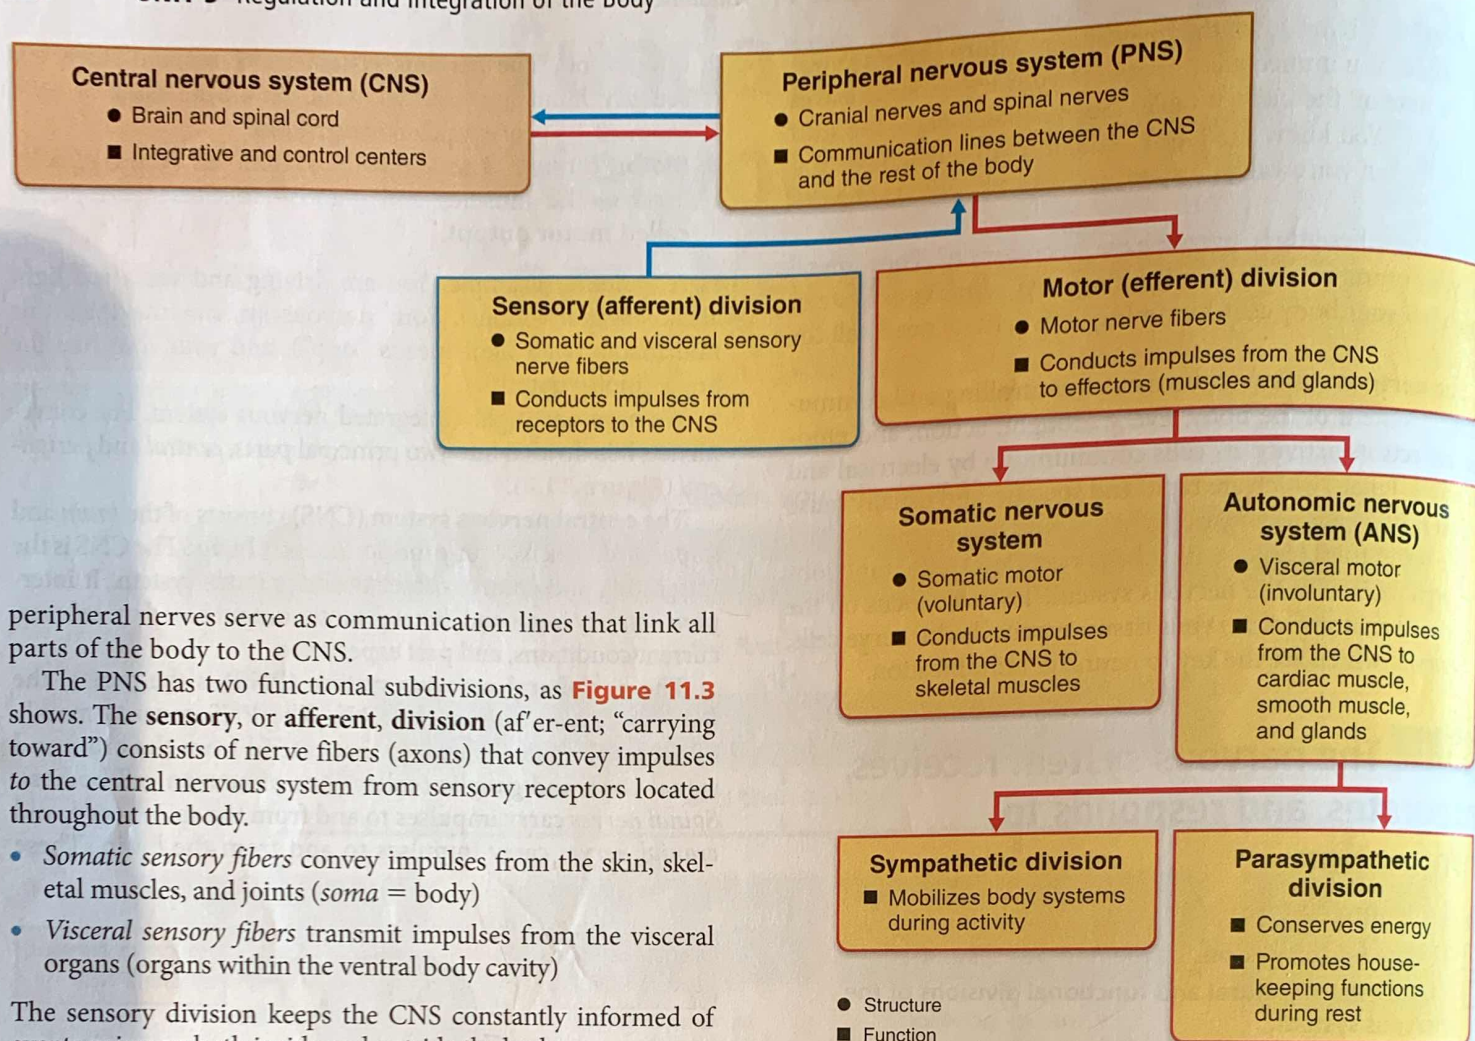 Regulation and Integration of the Body
Central nervous system (CNS)
● Brain and spinal cord
■ Integrative and control centers
Peripheral nervous system (PNS)
● Cranial nerves and spinal nerves
■ Communication lines between the CNS
and the rest of the body
Sensory (afferent) division
● Somatic and visceral sensory
nerve fibers
■ Conducts impulses from
receptors to the CNS
Motor (efferent) division
● Motor nerve fibers
■ Conducts impulses from the CNS
to effectors (muscles and glands)
Somatic nervous
system
● Somatic motor
(voluntary)
■ Conducts impulses
from the CNS to
skeletal muscles
Autonomic nervous
system (ANS)
● Visceral motor
(involuntary)
■ Conducts impulses
from the CNS to
cardiac muscle,
smooth muscle,
and glands
Sympathetic division
■ Mobilizes body systems
during activity
Parasympathetic
division
■ Conserves energy
■ Promotes house-
keeping functions
during rest
● Structure
■ Function
peripheral nerves serve as communication lines that link all
parts of the body to the CNS.
The PNS has two functional subdivisions, as Figure 11.3
shows. The sensory, or afferent, division (af′er-ent; “carrying
toward”) consists of nerve fibers (axons) that convey impulses
to the central nervous system from sensory receptors located
throughout the body.
• Somatic sensory fibers convey impulses from the skin, skel-
etal muscles, and joints (soma = body)
• Visceral sensory fibers transmit impulses from the visceral
organs (organs within the ventral body cavity)
The sensory division keeps the CNS constantly informed of